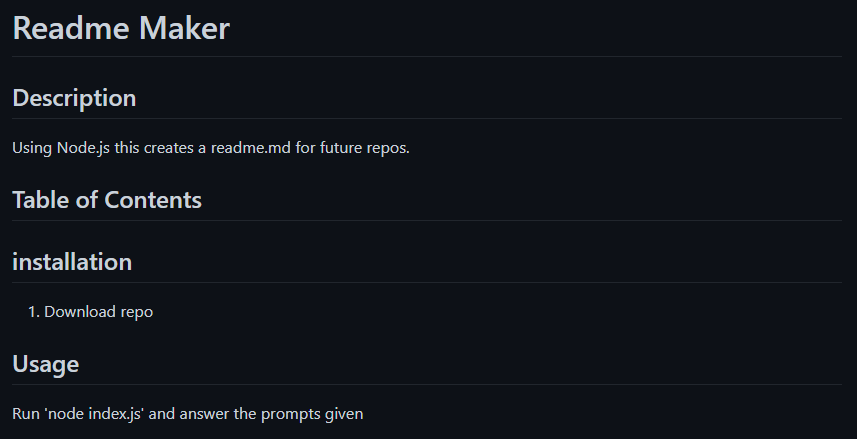 Readme Maker
Description
Using Node.js this creates a readme.md for future repos.
Table of Contents
installation
1. Download repo
Usage
Run 'node index.js' and answer the prompts given